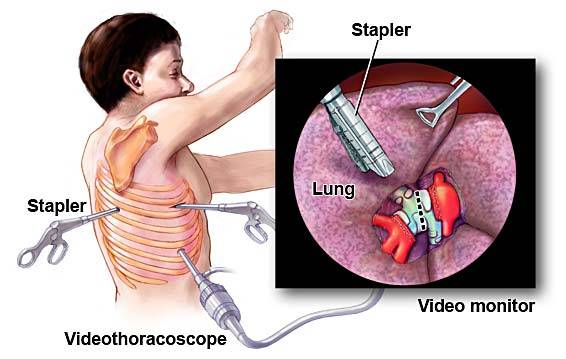 Stapler
Lung
Stapler
Video monitor
Videothoracoscope